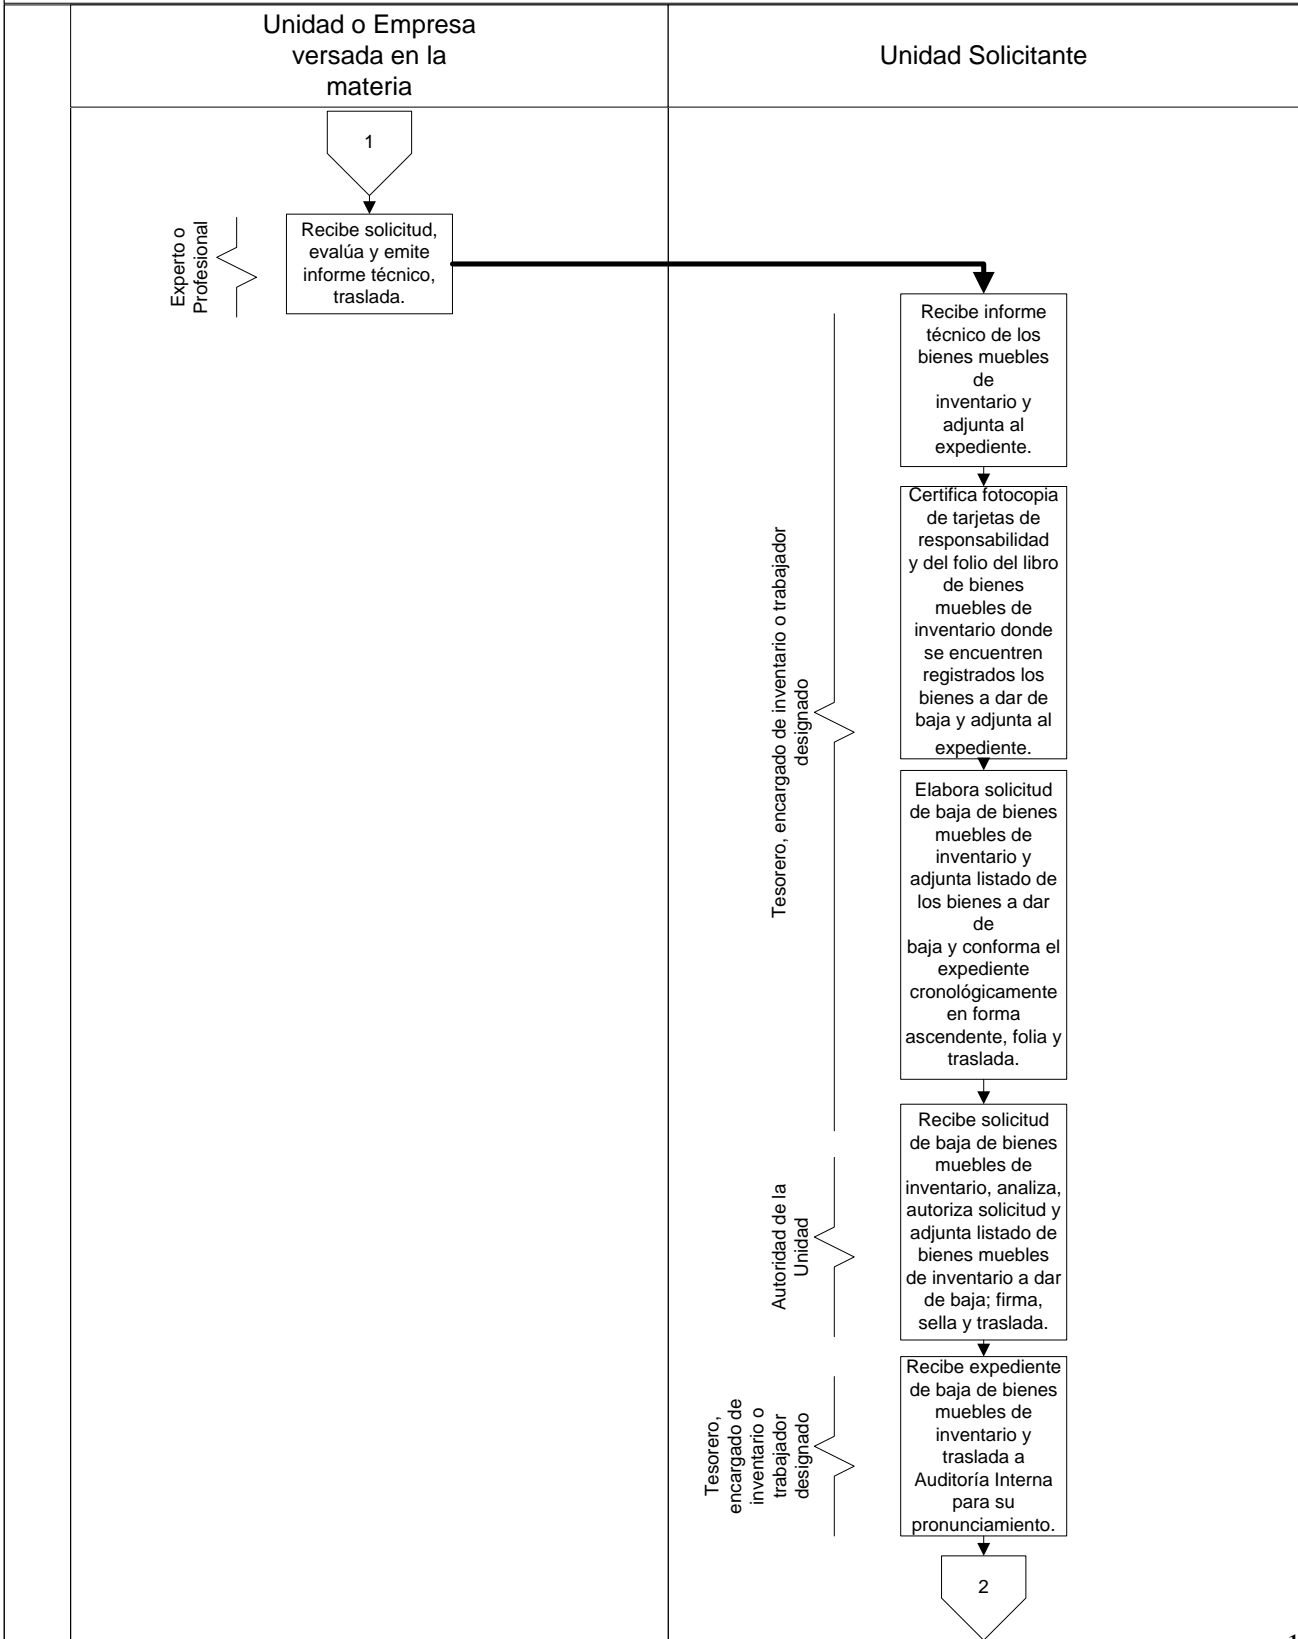 Unidad o Empresa
versada en la
materia
Unidad Solicitante
1
Experto o
Profesional
Recibe solicitud,
evalúa y emite
informe técnico,
traslada.
Recibe informe
técnico de los
bienes muebles
de
inventario y
adjunta al
expediente.
Tesorero, encargado de inventario o trabajador
designado
Certifica fotocopia
de tarjetas de
responsabilidad
y del folio del libro
de bienes
muebles de
inventario donde
se encuentren
registrados los
bienes a dar de
baja y adjunta al
expediente.
Elabora solicitud
de baja de bienes
muebles de
inventario y
adjunta listado de
los bienes a dar
de
baja y conforma el
expediente
cronológicamente
en forma
ascendente, folia y
traslada.
Autoridad de la
Unidad
Recibe solicitud
de baja de bienes
muebles de
inventario, analiza,
autoriza solicitud y
adjunta listado de
bienes muebles
de inventario a dar
de baja; firma,
sella y traslada.
Tesorero,
encargado de
inventario o
trabajador
designado
Recibe expediente
de baja de bienes
muebles de
inventario y
traslada a
Auditoría Interna
para su
pronunciamiento.
2